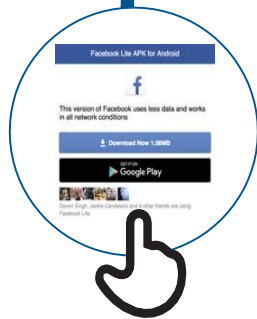 Facebook Lite APK for Android
f
This version of Facebook uses less data and works
in all network conditions
Download Now 1.08MB
GET IT ON
Google Play
Devon Singh, Jackie Candelario and 4 other friends are using
Facebook Lite.